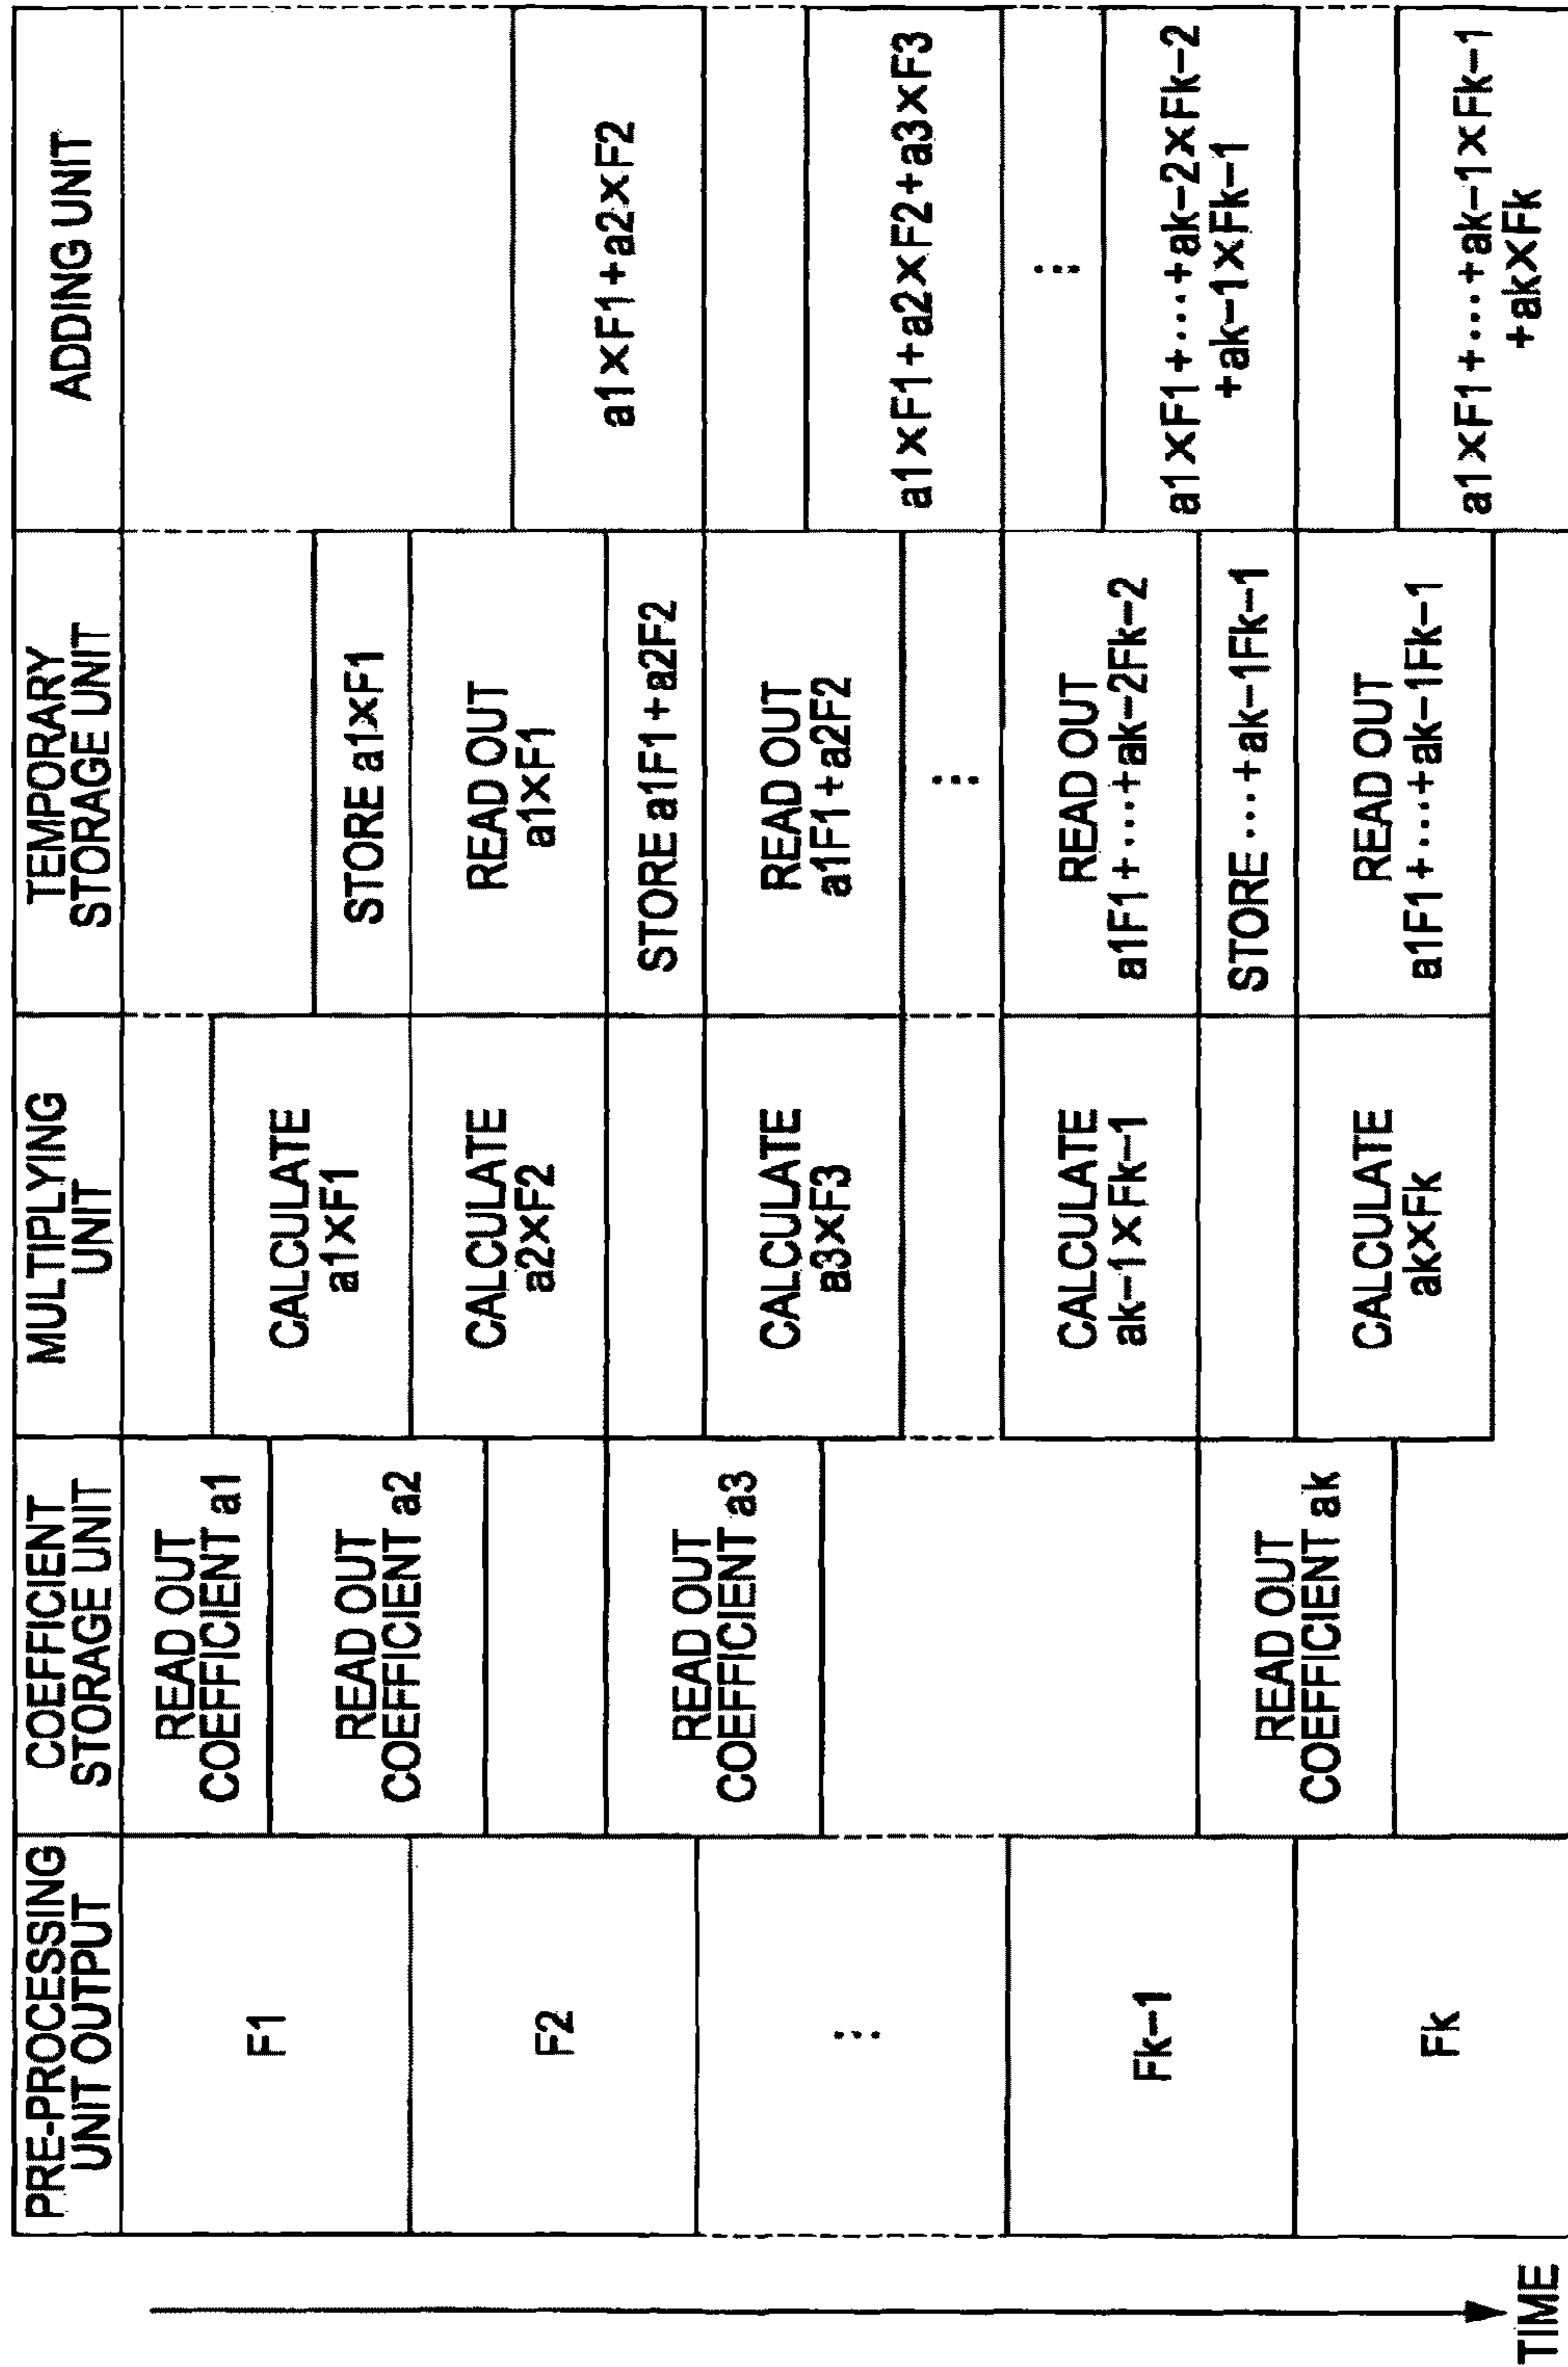 PRE-PROCESSING
UNIT OUTPUT
COEFFICIENT
STORAGE UNIT
MULTIPLYING
UNIT
TEMPORARY
STORAGE UNIT
ADDING UNIT
F1
F2
⋮
Fk-1
Fk
READ OUT
COEFFICIENT a1
READ OUT
COEFFICIENT a2
READ OUT
COEFFICIENT a3
READ OUT
COEFFICIENT ak
CALCULATE
a1×F1
CALCULATE
a2×F2
CALCULATE
a3×F3
CALCULATE
ak-1×Fk-1
CALCULATE
ak×Fk
STORE a1×F1
READ OUT
a1×F1
STORE a1F1+a2F2
READ OUT
a1F1+a2F2
⋮
READ OUT
a1F1+...+ak-2Fk-2
STORE ...+ak-1Fk-1
READ OUT
a1F1+...+ak-1Fk-1
a1×F1+a2×F2
a1×F1+a2×F2+a3×F3
⋮
a1×F1+...+ak-2×Fk-2
+ak-1×Fk-1
a1×F1+...+ak-1×Fk-1
+ak×Fk
TIME